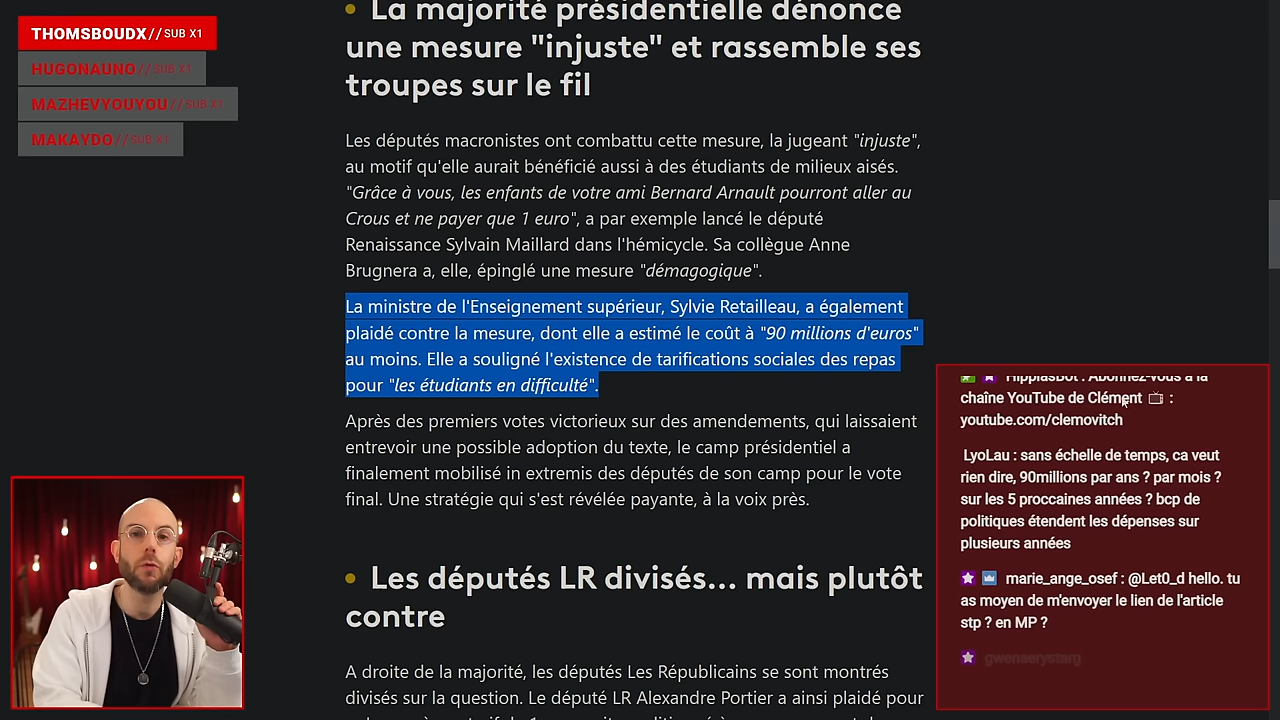 THOMSBOUDX//SUB X1
HUGONAUNO//SUB X1
MAZHEVYOUYOU//SUB X1
MAKAYDO//SUB X1
La majorité présidentielle dénonce
une mesure "injuste" et rassemble ses
troupes sur le fil
Les députés macronistes ont combattu cette mesure, la jugeant "injuste",
au motif qu'elle aurait bénéficié aussi à des étudiants de milieux aisés.
"Grâce à vous, les enfants de votre ami Bernard Arnault pourront aller au
Crous et ne payer que 1 euro", a par exemple lancé le député
Renaissance Sylvain Maillard dans l'hémicycle. Sa collègue Anne
Brugnera a, elle, épinglé une mesure "démagogique".
La ministre de l'Enseignement supérieur, Sylvie Retailleau, a également
plaidé contre la mesure, dont elle a estimé le coût à "90 millions d'euros"
au moins. Elle a souligné l'existence de tarifications sociales des repas
pour "les étudiants en difficulté".
Après des premiers votes victorieux sur des amendements, qui laissaient
entrevoir une possible adoption du texte, le camp présidentiel a
finalement mobilisé in extremis des députés de son camp pour le vote
final. Une stratégie qui s'est révélée payante, à la voix près.
Les députés LR divisés... mais plutôt
contre
A droite de la majorité, les députés Les Républicains se sont montrés
divisés sur la question. Le député LR Alexandre Portier a ainsi plaidé pour
HippiasBot : Abonnez-vous à la
chaîne YouTube de Clément :
youtube.com/clemovitch
LyoLau : sans échelle de temps, ca veut
rien dire, 90millions par ans ? par mois ?
sur les 5 proccaines années ? bcp de
politiques étendent les dépenses sur
plusieurs années
marie_ange_osef : @Let0_d hello. tu
as moyen de m'envoyer le lien de l'article
stp ? en MP ?